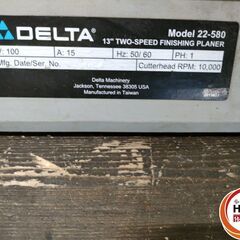 DELTA
Model 22-580
13" TWO-SPEED FINISHING PLANER
V: 100 A: 15 Hz: 50/60 PH: 1
Mfg. Date/Ser. No. Cutterhead RPM: 10,000
Delta Machinery
Jackson, Tennessee 38305 USA
Manufactured in Taiwan